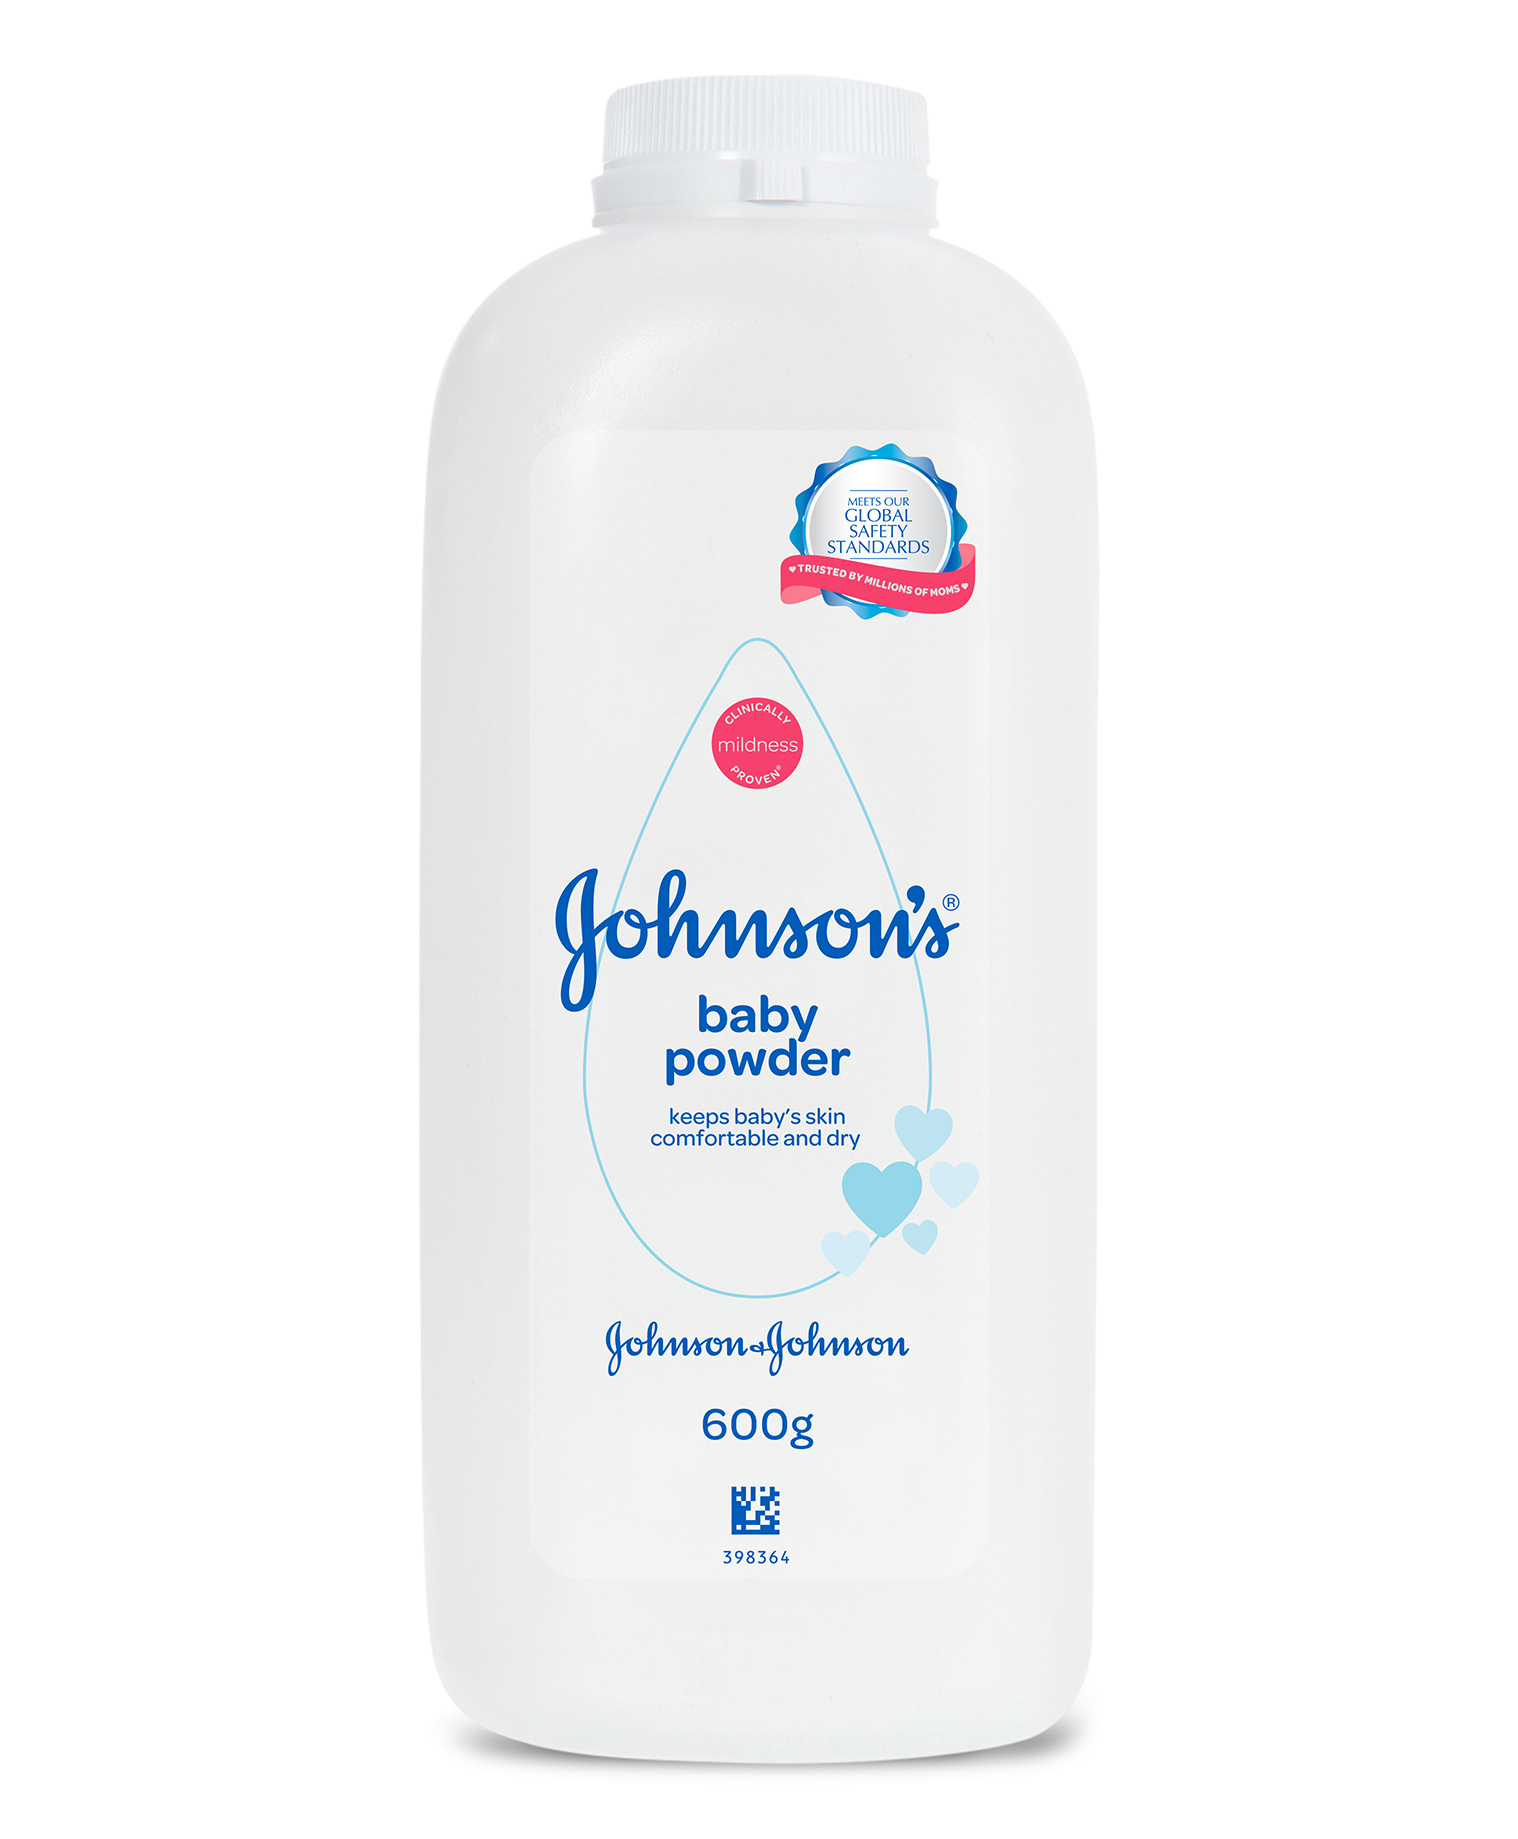 MEETS OUR
GLOBAL
SAFETY
STANDARDS
TRUSTED BY MILLIONS OF MOMS
CLINICALLY
mildness
PROVEN®
Johnson's®
baby
powder
keeps baby's skin
comfortable and dry
Johnson & Johnson
600g
398364